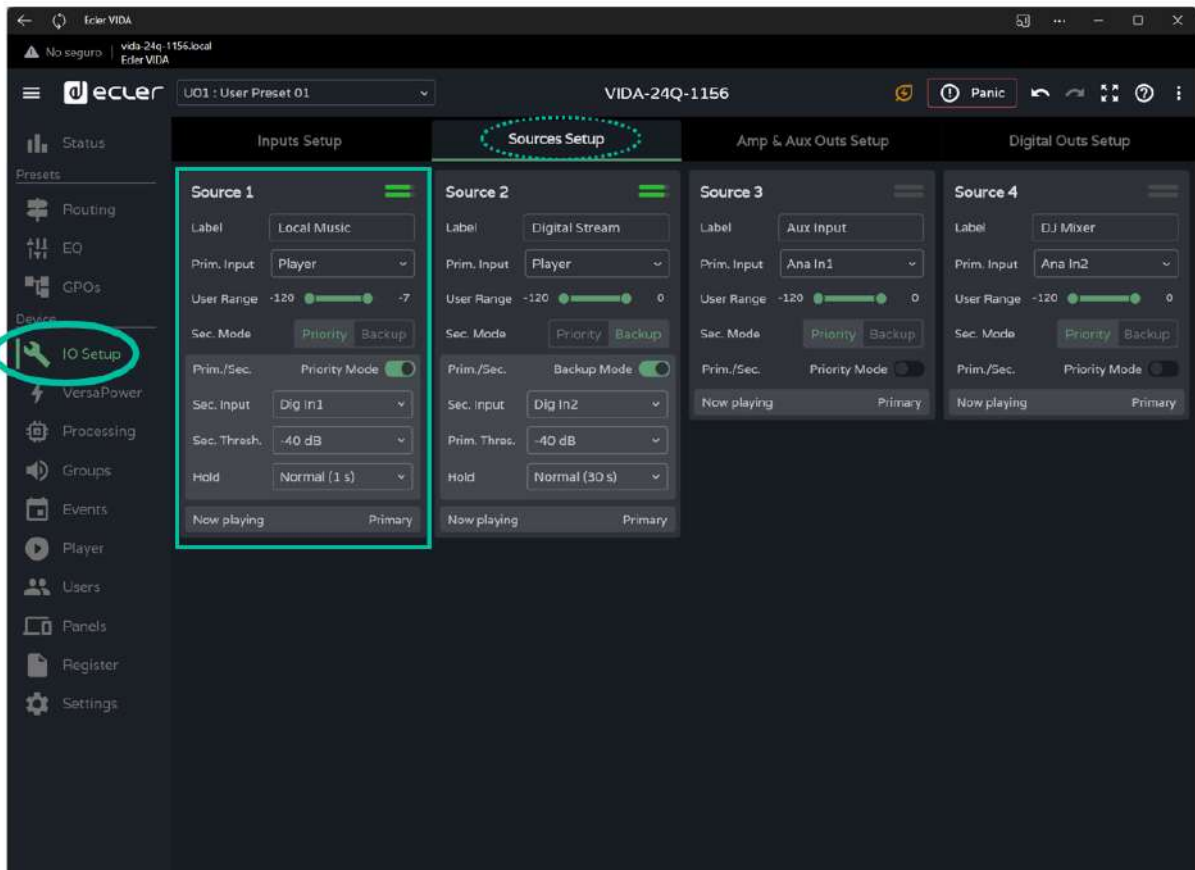 Ecler VIDA
No seguro | vida-24q-1156.local
Ecler VIDA
ecler
U01 : User Preset 01
VIDA-24Q-1156
Panic
Status
Presets
Routing
EQ
GPOs
Device
IO Setup
VersaPower
Processing
Groups
Events
Player
Users
Panels
Register
Settings
Inputs Setup
Sources Setup
Amp & Aux Outs Setup
Digital Outs Setup
Source 1
Label Local Music
Prim. Input Player
User Range -120 -7
Sec. Mode Priority Backup
Prim./Sec. Priority Mode
Sec. Input Dig In1
Sec. Thresh. -40 dB
Hold Normal (1 s)
Now playing Primary
Source 2
Label Digital Stream
Prim. Input Player
User Range -120 0
Sec. Mode Priority Backup
Prim./Sec. Backup Mode
Sec. Input Dig In2
Prim. Thres. -40 dB
Hold Normal (30 s)
Now playing Primary
Source 3
Label Aux Input
Prim. Input Ana In1
User Range -120 0
Sec. Mode Priority Backup
Prim./Sec. Priority Mode
Now playing Primary
Source 4
Label DJ Mixer
Prim. Input Ana In2
User Range -120 0
Sec. Mode Priority Backup
Prim./Sec. Priority Mode
Now playing Primary